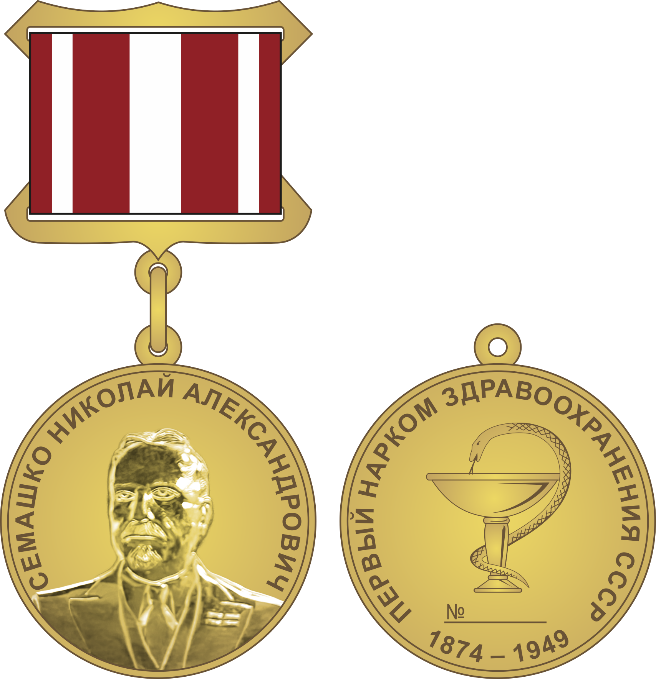 СЕМАШКО НИКОЛАЙ АЛЕКСАНДРОВИЧ
ПЕРВЫЙ НАРКОМ ЗДРАВООХРАНЕНИЯ СССР
№
1874 – 1949